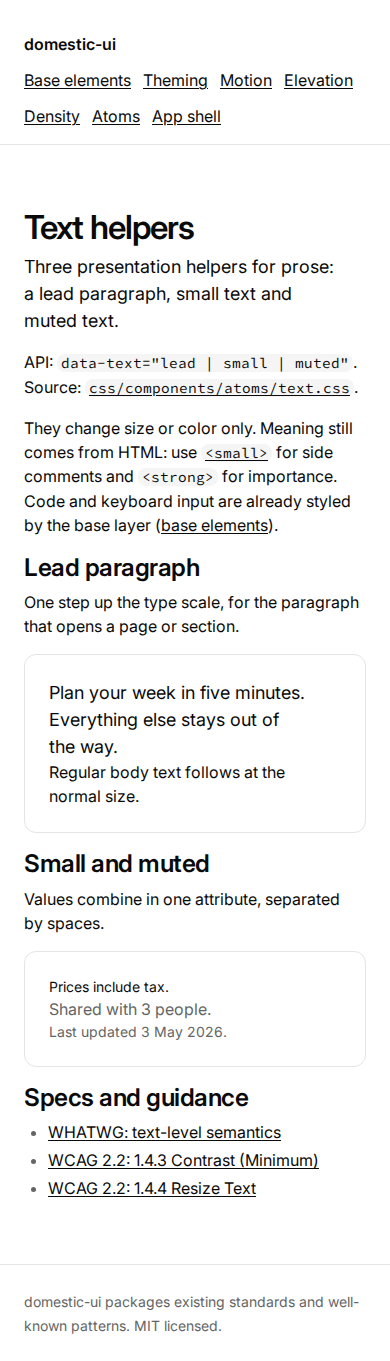 domestic-ui
Base elements Theming Motion Elevation
Density Atoms App shell
Text helpers
Three presentation helpers for prose:
a lead paragraph, small text and
muted text.
API: data-text="lead | small | muted".
Source: css/components/atoms/text.css.
They change size or color only. Meaning still
comes from HTML: use <small> for side
comments and <strong> for importance.
Code and keyboard input are already styled
by the base layer (base elements).
Lead paragraph
One step up the type scale, for the paragraph
that opens a page or section.
Plan your week in five minutes.
Everything else stays out of
the way.
Regular body text follows at the
normal size.
Small and muted
Values combine in one attribute, separated
by spaces.
Prices include tax.
Shared with 3 people.
Last updated 3 May 2026.
Specs and guidance
• WHATWG: text-level semantics
• WCAG 2.2: 1.4.3 Contrast (Minimum)
• WCAG 2.2: 1.4.4 Resize Text
domestic-ui packages existing standards and well-
known patterns. MIT licensed.